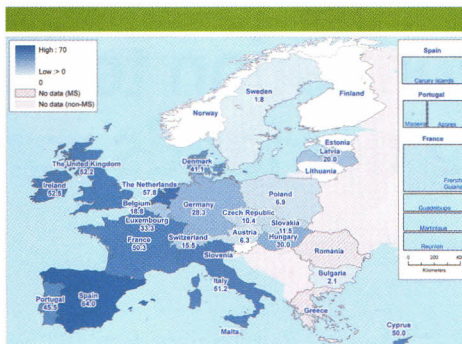 High : 70
Low :> 0
0
No data (MS)
No data (non-MS)
Spain
Canary Islands
Portugal
Madeira
Azores
France
French
Guadeloupe
Martinique
Reunion
0
200
400
Kilometers
Norway
Sweden
1.8
Finland
Estonia
Latvia
20.0
Lithuania
Denmark
41.1
The United Kingdom
52.2
Ireland
The Netherlands
57.8
Belgium
18.8
Luxembourg
33.3
Germany
28.3
Poland
6.9
Czech Republic
10.4
Slovakia
11.5
Hungary
30.0
Austria
6.3
France
50.3
Switzerland
15.5
Slovenia
Romania
Bulgaria
2.1
Italy
51.2
Portugal
45.5
Spain
64.0
Malta
Greece
Cyprus
50.0